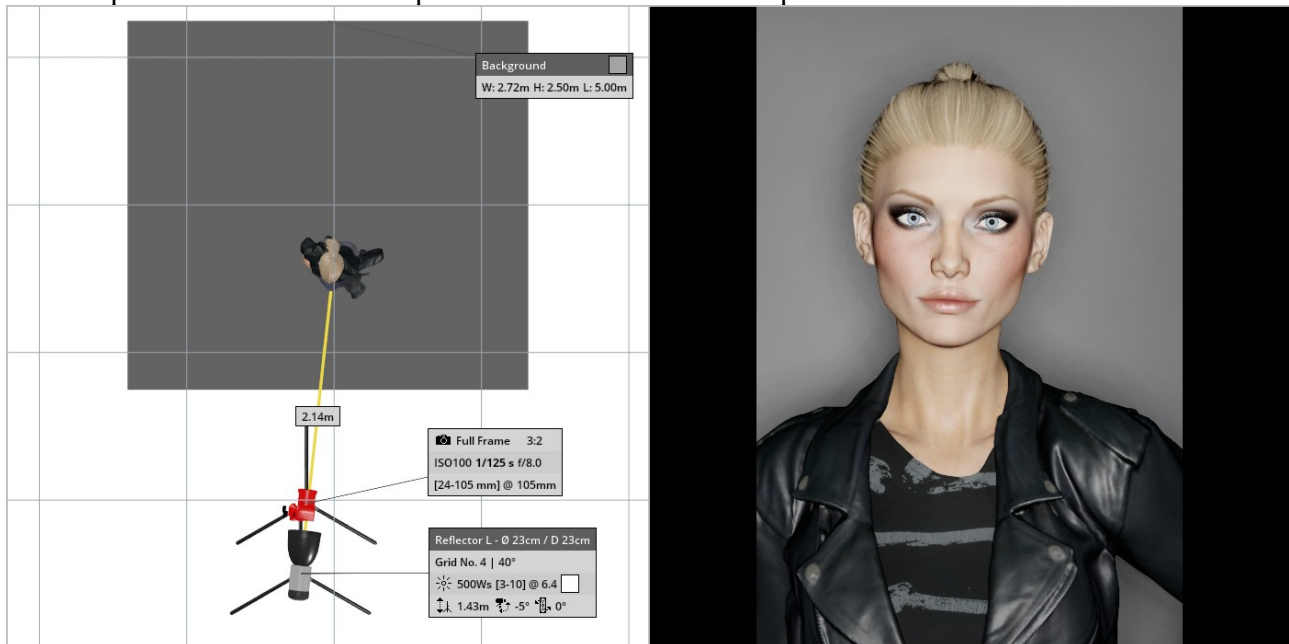 Background
W: 2.72m H: 2.50m L: 5.00m
2.14m
Full Frame 3:2
ISO100 1/125 s f/8.0
[24-105 mm] @ 105mm
Reflector L - Ø 23cm / D 23cm
Grid No. 4 | 40°
500Ws [3-10] @ 6.4
1.43m -5° 0°